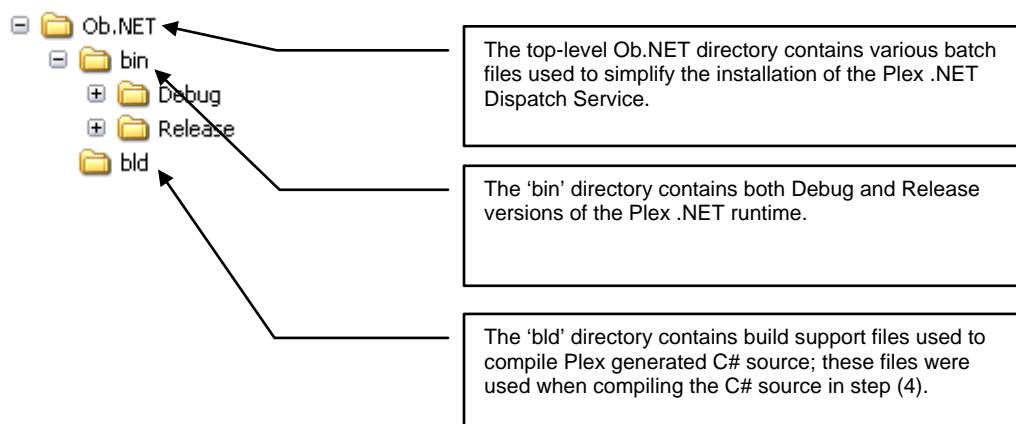 Ob.NET
bin
Debug
Release
bld
The top-level Ob.NET directory contains various batch
files used to simplify the installation of the Plex .NET
Dispatch Service.
The ‘bin’ directory contains both Debug and Release
versions of the Plex .NET runtime.
The ‘bld’ directory contains build support files used to
compile Plex generated C# source; these files were
used when compiling the C# source in step (4).